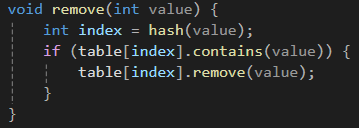 void remove(int value) {
    int index = hash(value);
    if (table[index].contains(value)) {
        table[index].remove(value);
    }
}